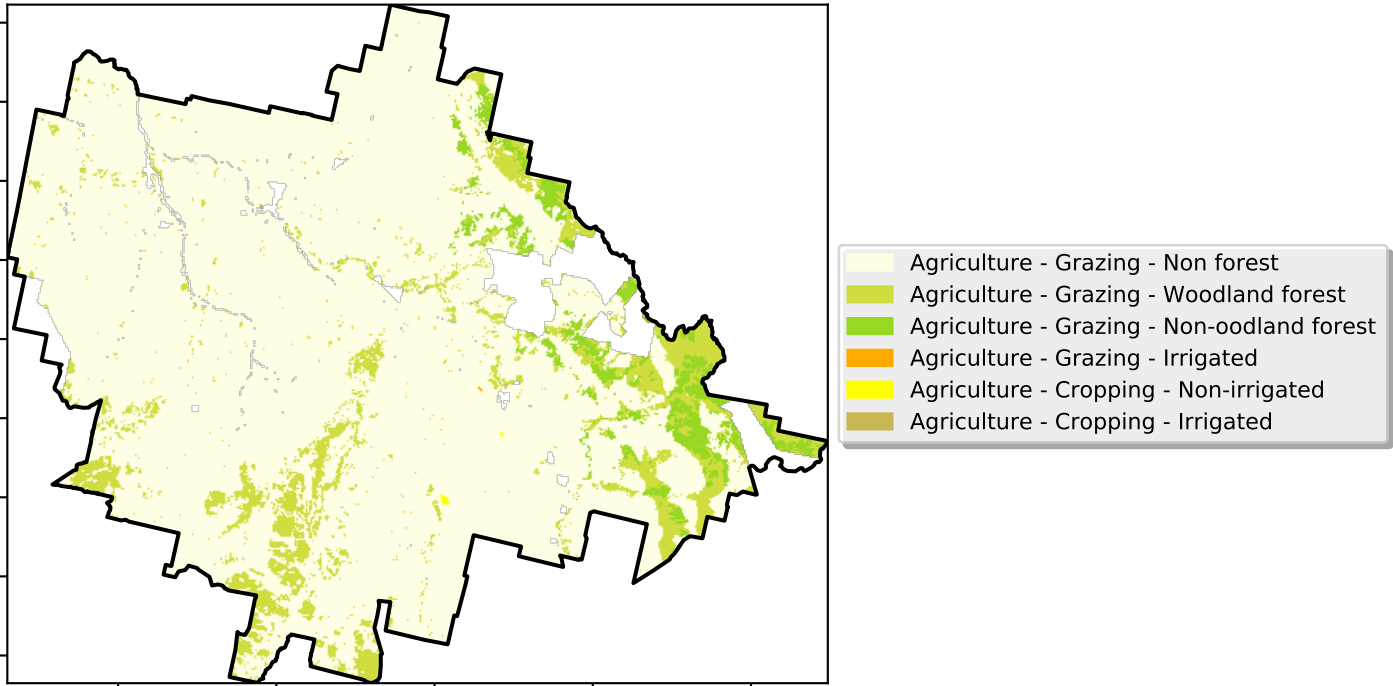 Agriculture - Grazing - Non forest
Agriculture - Grazing - Woodland forest
Agriculture - Grazing - Non-oodland forest
Agriculture - Grazing - Irrigated
Agriculture - Cropping - Non-irrigated
Agriculture - Cropping - Irrigated